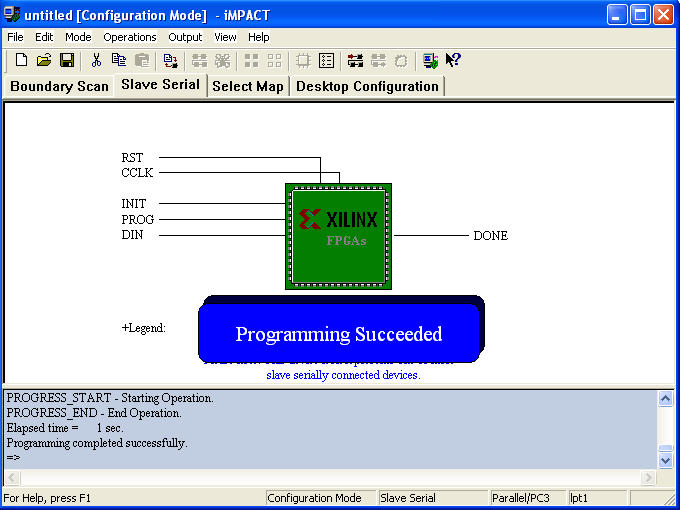 untitled [Configuration Mode] - iMPACT
File Edit Mode Operations Output View Help
Boundary Scan Slave Serial Select Map Desktop Configuration
RST
CCLK
INIT
PROG
DIN
XILINX
FPGAs
DONE
+Legend:
Programming Succeeded
slave serially connected devices.
PROGRESS_START - Starting Operation.
PROGRESS_END - End Operation.
Elapsed time = 1 sec.
Programming completed successfully.
=>
For Help, press F1 Configuration Mode Slave Serial Parallel/PC3 lpt1